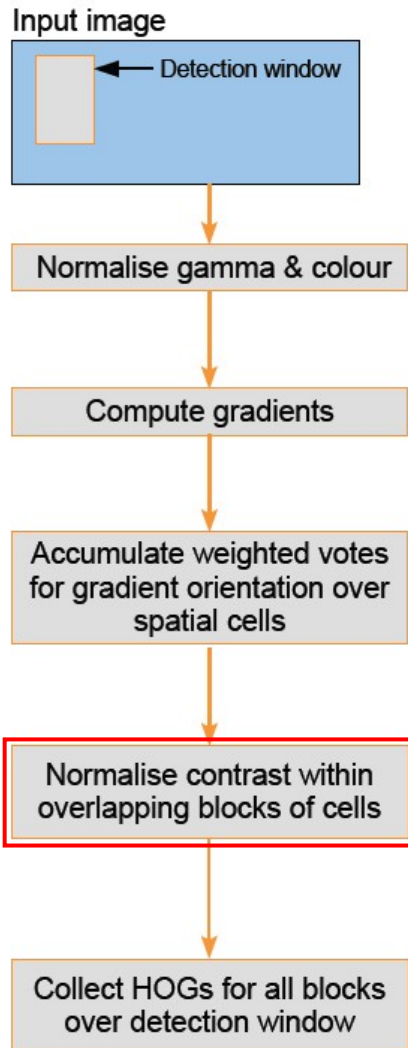 Input image
Detection window
Normalise gamma & colour
Compute gradients
Accumulate weighted votes
for gradient orientation over
spatial cells
Normalise contrast within
overlapping blocks of cells
Collect HOGs for all blocks
over detection window